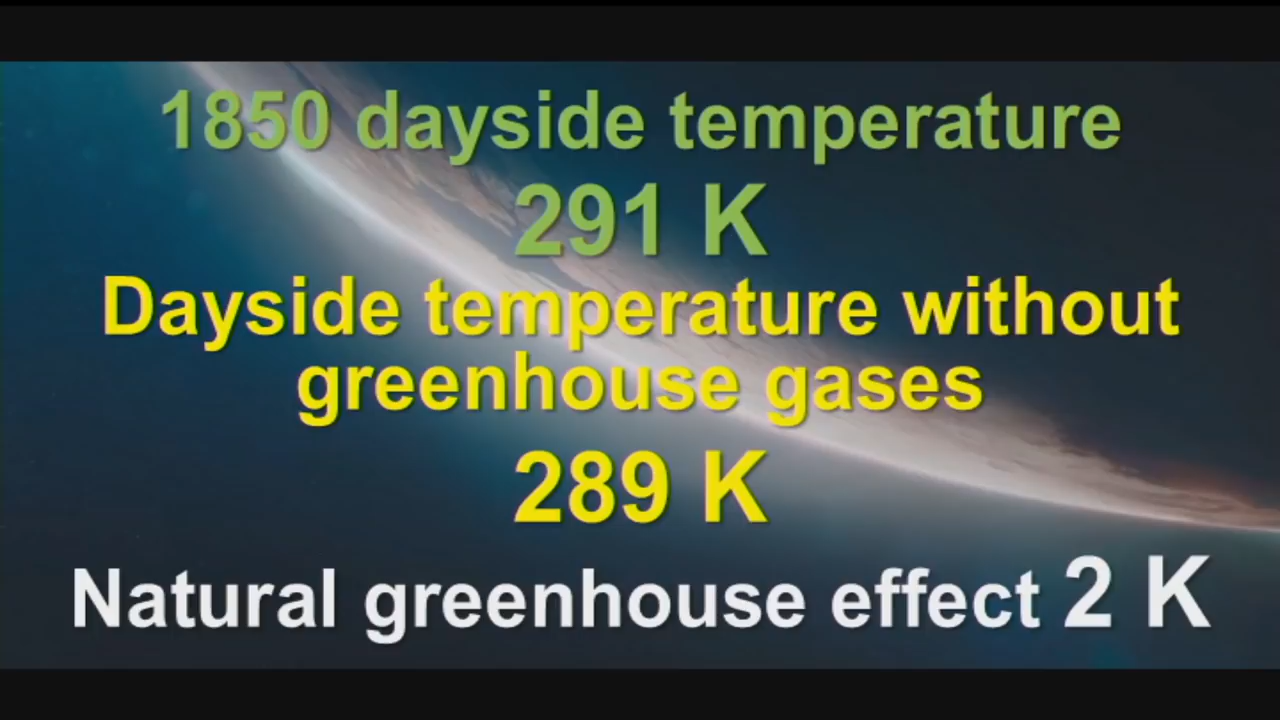 1850 dayside temperature
291 K
Dayside temperature without
greenhouse gases
289 K
Natural greenhouse effect 2 K